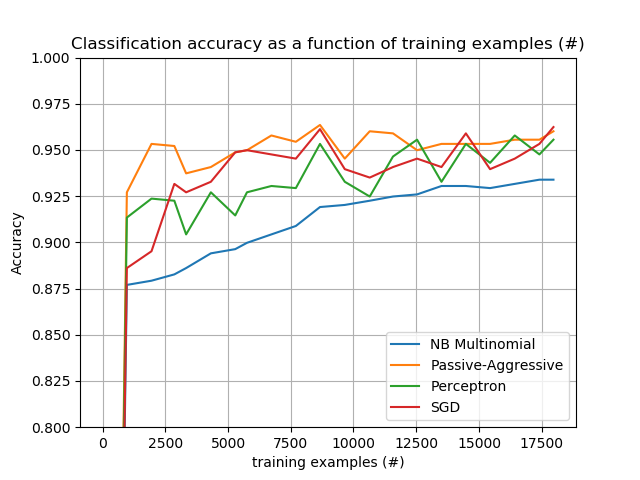 Classification accuracy as a function of training examples (#)
1.000
0.975
0.950
0.925
0.900
0.875
0.850
0.825
0.800
Accuracy
NB Multinomial
Passive-Aggressive
Perceptron
SGD
0 2500 5000 7500 10000 12500 15000 17500
training examples (#)